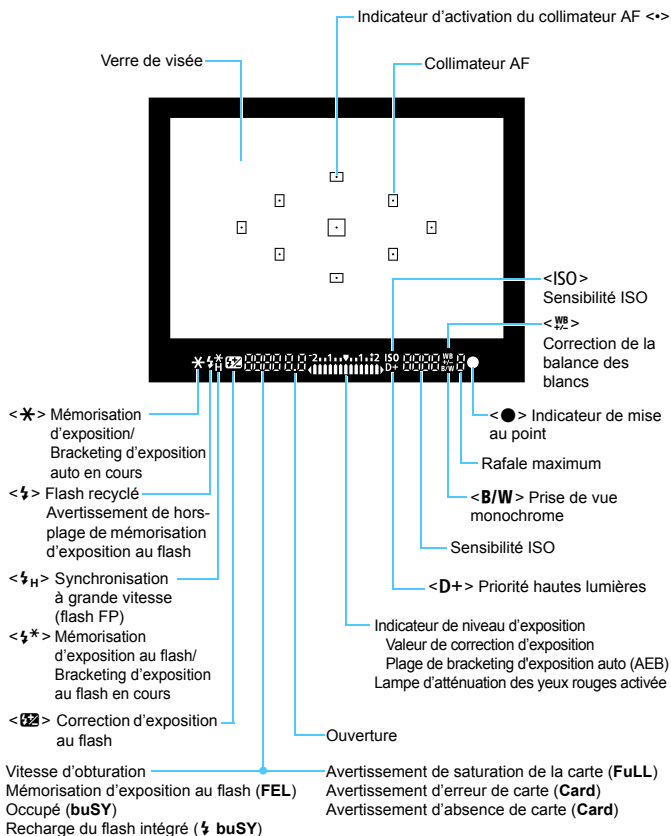 Indicateur d'activation du collimateur AF <•>
Verre de visée
Collimateur AF
<ISO>
Sensibilité ISO
<WB +/->
Correction de la
balance des
blancs
-2..1..▼..1.:2 ISO
D+
WB
+/-
B/W
H
<✱> Mémorisation
d'exposition/
Bracketing d'exposition
auto en cours
<●> Indicateur de mise
au point
Rafale maximum
<⚡> Flash recyclé
Avertissement de hors-
plage de mémorisation
d'exposition au flash
<B/W> Prise de vue
monochrome
Sensibilité ISO
<⚡H> Synchronisation
à grande vitesse
(flash FP)
<D+> Priorité hautes lumières
<⚡*> Mémorisation
d'exposition au flash/
Bracketing d'exposition
au flash en cours
Indicateur de niveau d'exposition
Valeur de correction d'exposition
Plage de bracketing d'exposition auto (AEB)
Lampe d'atténuation des yeux rouges activée
<⚡±> Correction d'exposition
au flash
Ouverture
Vitesse d'obturation
Mémorisation d'exposition au flash (FEL)
Occupé (buSY)
Recharge du flash intégré (⚡ buSY)
Avertissement de saturation de la carte (FuLL)
Avertissement d'erreur de carte (Card)
Avertissement d'absence de carte (Card)